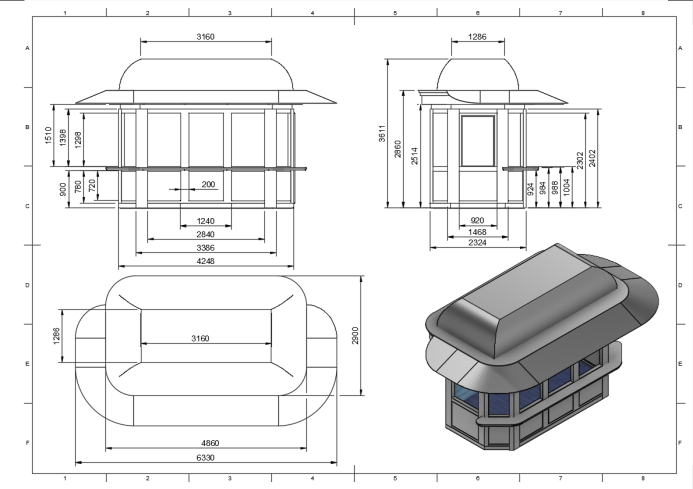 1 2 3 4 5 6 7 8
A A
3160 1286
B B
1510 1398 1298 3611 2860 2514 2302 2402
900 780 720 200 924 984 988 1004
C C
1240 920
2840 1468
3386 2324
4248
D D
1286 3160 2900
E E
4860
F F
6330
1 2 3 4 5 6 7 8